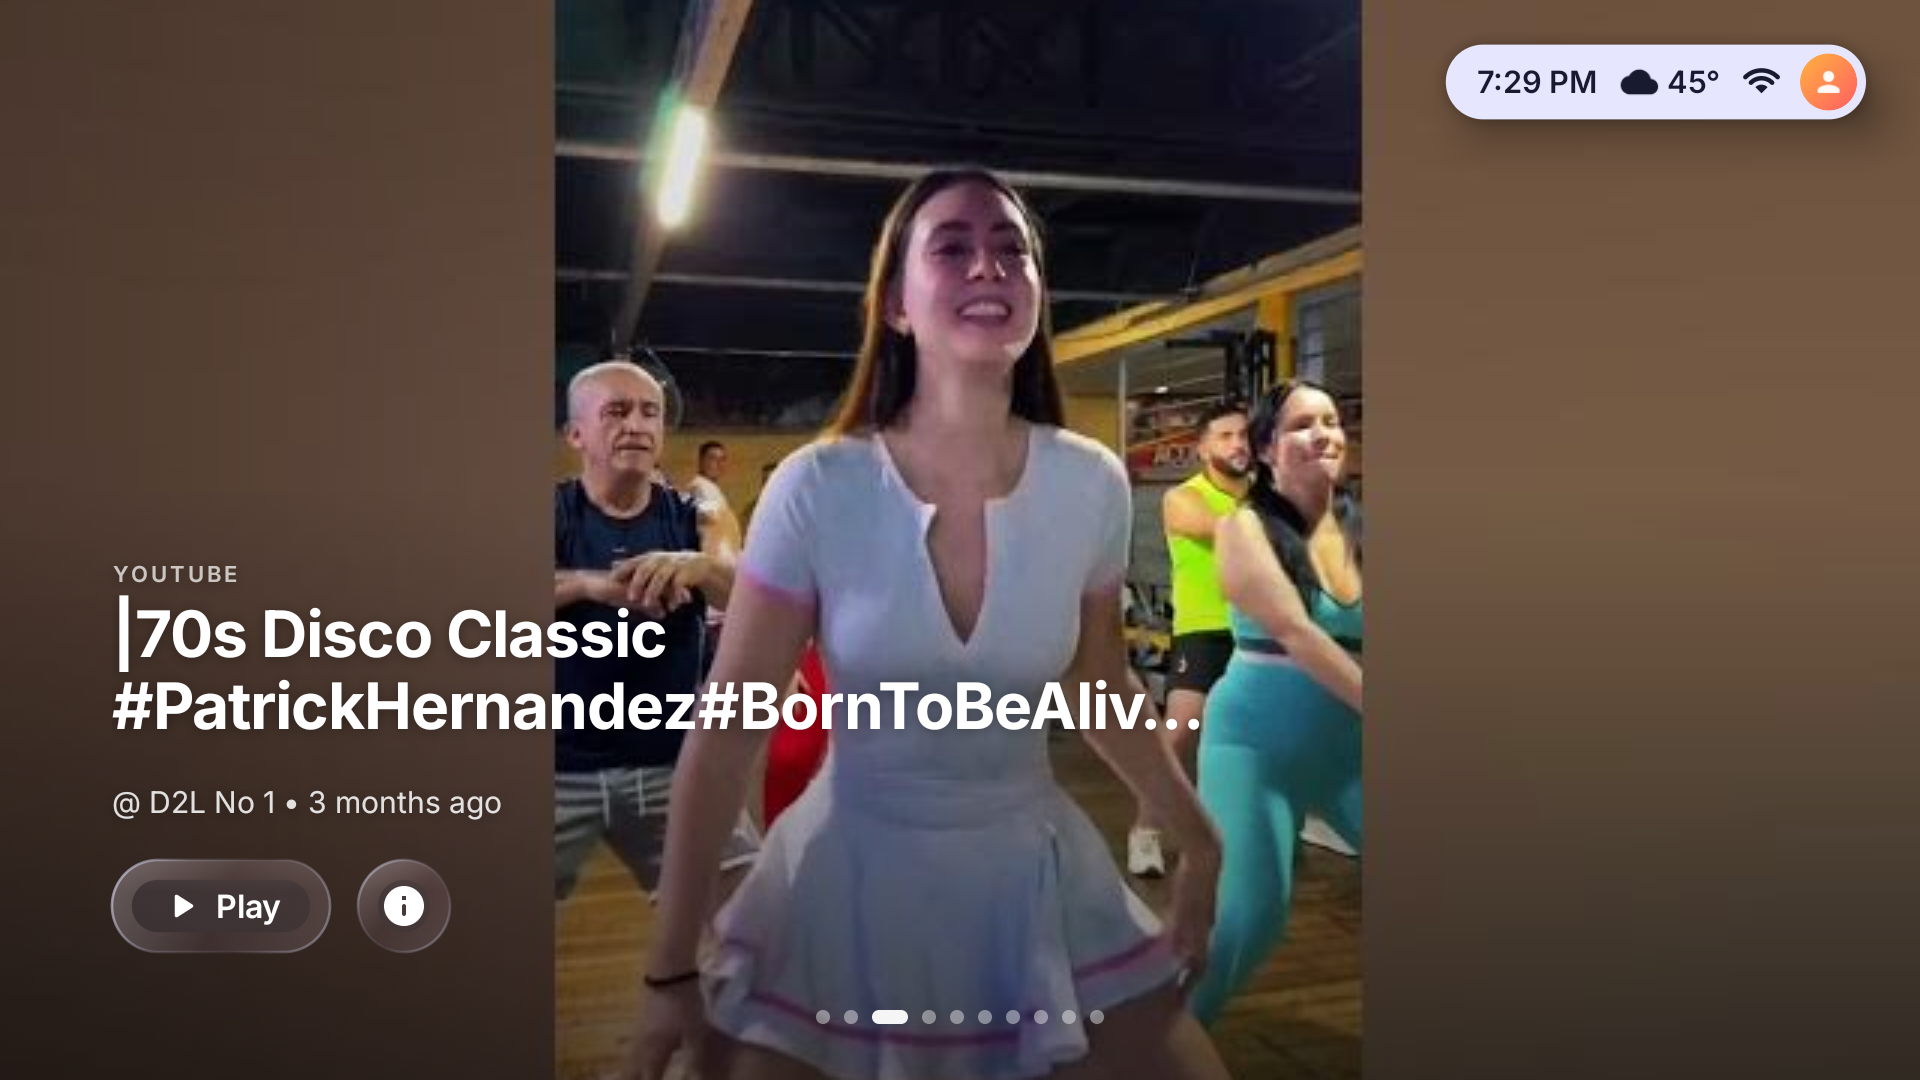 7:29 PM 45°
YOUTUBE
|70s Disco Classic
#PatrickHernandez#BornToBeAliv...
@ D2L No 1 • 3 months ago
Play